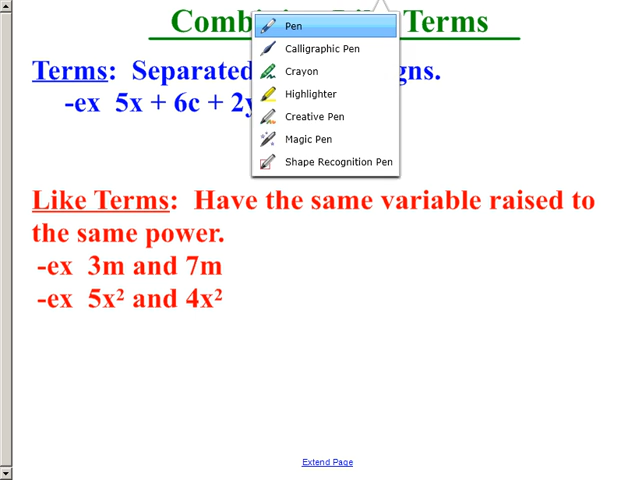 Combi Terms
Terms: Separated gns.
-ex 5x + 6c + 2y
Pen
Calligraphic Pen
Crayon
Highlighter
Creative Pen
Magic Pen
Shape Recognition Pen
Like Terms: Have the same variable raised to
the same power.
-ex 3m and 7m
-ex 5x² and 4x²
Extend Page